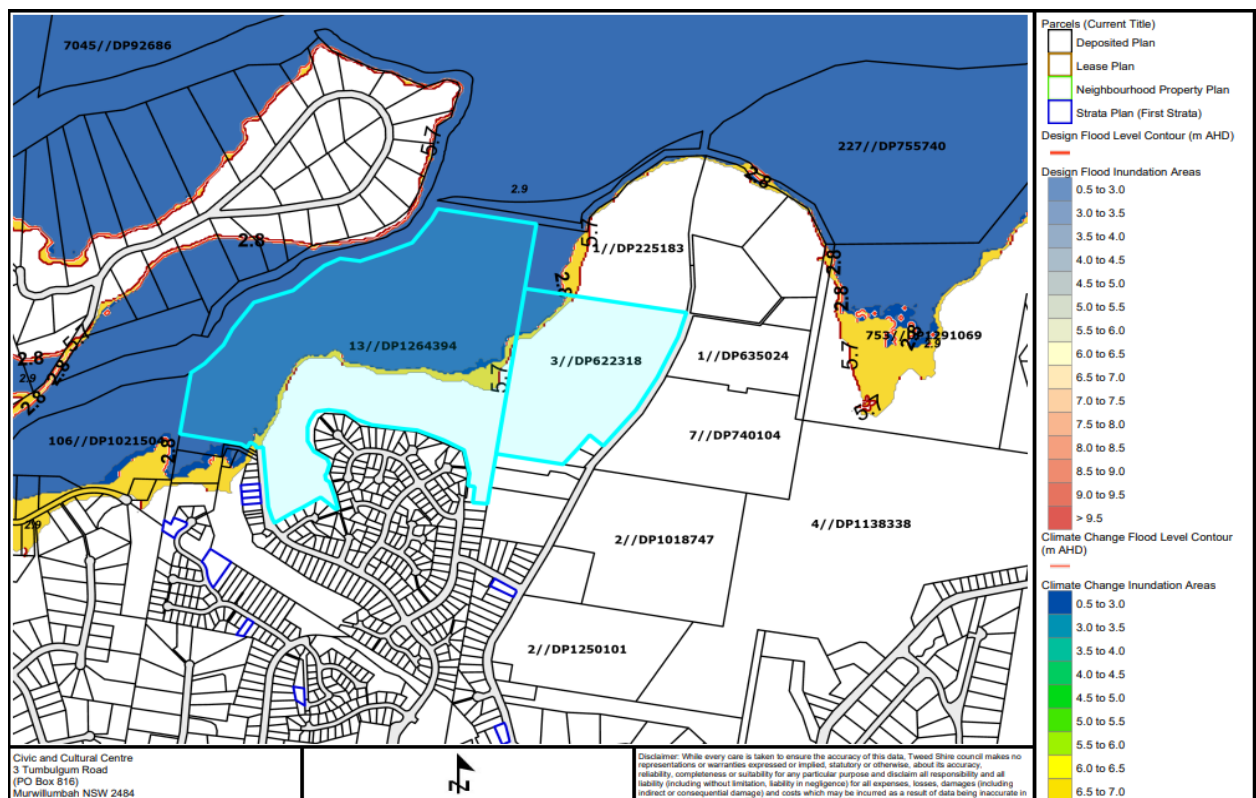 7045//DP92686
227//DP755740
2.9
5.7
2.8
1//DP225183
5.7
2.8
2.8
2.8
2.8
753//DP1291069
2.8
2.9
5.7
5.7
13//DP1264394
3//DP622318
5.7
1//DP635024
2.8
5.7
2.8
2.9
2.8
106//DP1021504
2.8
7//DP740104
2.9
4//DP1138338
2//DP1018747
2//DP1250101
Parcels (Current Title)
Deposited Plan
Lease Plan
Neighbourhood Property Plan
Strata Plan (First Strata)
Design Flood Level Contour (m AHD)
Design Flood Inundation Areas
0.5 to 3.0
3.0 to 3.5
3.5 to 4.0
4.0 to 4.5
4.5 to 5.0
5.0 to 5.5
5.5 to 6.0
6.0 to 6.5
6.5 to 7.0
7.0 to 7.5
7.5 to 8.0
8.0 to 8.5
8.5 to 9.0
9.0 to 9.5
> 9.5
Climate Change Flood Level Contour
(m AHD)
Climate Change Inundation Areas
0.5 to 3.0
3.0 to 3.5
3.5 to 4.0
4.0 to 4.5
4.5 to 5.0
5.0 to 5.5
5.5 to 6.0
6.0 to 6.5
6.5 to 7.0
Civic and Cultural Centre
3 Tumbulgum Road
(PO Box 816)
Murwillumbah NSW 2484
N
Disclaimer: While every care is taken to ensure the accuracy of this data, Tweed Shire council makes no
representations or warranties expressed or implied, statutory or otherwise, about its accuracy,
reliability, completeness or suitability for any particular purpose and disclaim all responsibility and all
liability (including without limitation, liability in negligence) for all expenses, losses, damages (including
indirect or consequential damage) and costs which may be incurred as a result of data being inaccurate in